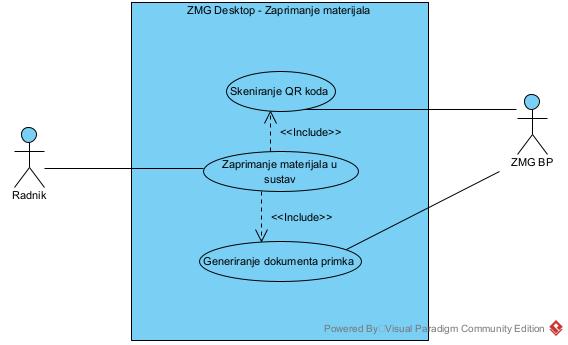 ZMG Desktop - Zaprimanje materijala
Skeniranje QR koda
<<Include>>
Zaprimanje materijala u
sustav
Radnik
ZMG BP
<<Include>>
Generiranje dokumenta primka
Powered By Visual Paradigm Community Edition